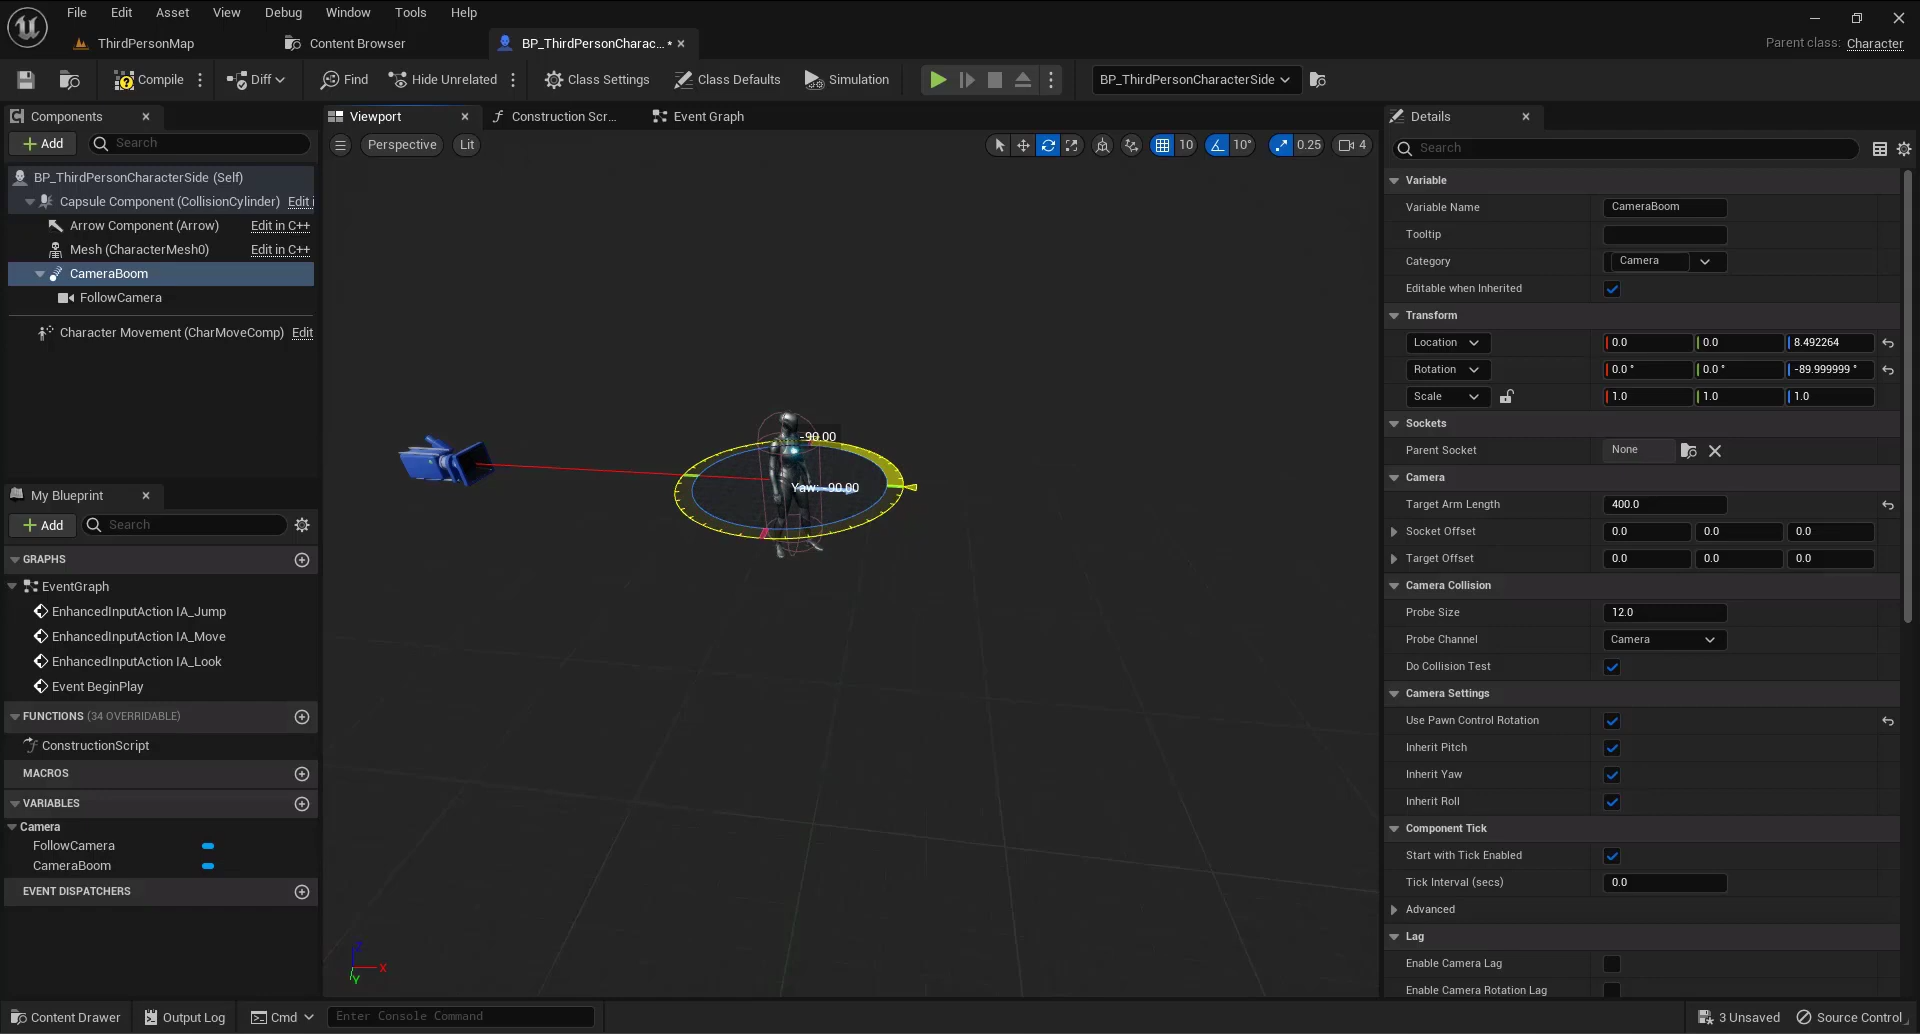 File Edit Asset View Debug Window Tools Help
ThirdPersonMap Content Browser BP_ThirdPersonCharac... •
Parent class: Character
Compile Diff Find Hide Unrelated Class Settings Class Defaults Simulation BP_ThirdPersonCharacterSide
Components
Add Search
BP_ThirdPersonCharacterSide (Self)
Capsule Component (CollisionCylinder) Edit i
Arrow Component (Arrow) Edit in C++
Mesh (CharacterMesh0) Edit in C++
CameraBoom
FollowCamera
Character Movement (CharMoveComp) Edit
My Blueprint
Add Search
GRAPHS
EventGraph
EnhancedInputAction IA_Jump
EnhancedInputAction IA_Move
EnhancedInputAction IA_Look
Event BeginPlay
FUNCTIONS (34 OVERRIDABLE)
ConstructionScript
MACROS
VARIABLES
Camera
FollowCamera
CameraBoom
EVENT DISPATCHERS
Viewport Construction Scr... Event Graph
Perspective Lit 10 10° 0.25 4
-90.00
Yaw: -90.00
Z
X
Y
Details
Search
Variable
Variable Name CameraBoom
Tooltip
Category Camera
Editable when Inherited
Transform
Location 0.0 0.0 8.492264
Rotation 0.0 ° 0.0 ° -89.999999 °
Scale 1.0 1.0 1.0
Sockets
Parent Socket None
Camera
Target Arm Length 400.0
Socket Offset 0.0 0.0 0.0
Target Offset 0.0 0.0 0.0
Camera Collision
Probe Size 12.0
Probe Channel Camera
Do Collision Test
Camera Settings
Use Pawn Control Rotation
Inherit Pitch
Inherit Yaw
Inherit Roll
Component Tick
Start with Tick Enabled
Tick Interval (secs) 0.0
Advanced
Lag
Enable Camera Lag
Enable Camera Rotation Lag
Content Drawer Output Log Cmd Enter Console Command 3 Unsaved Source Control